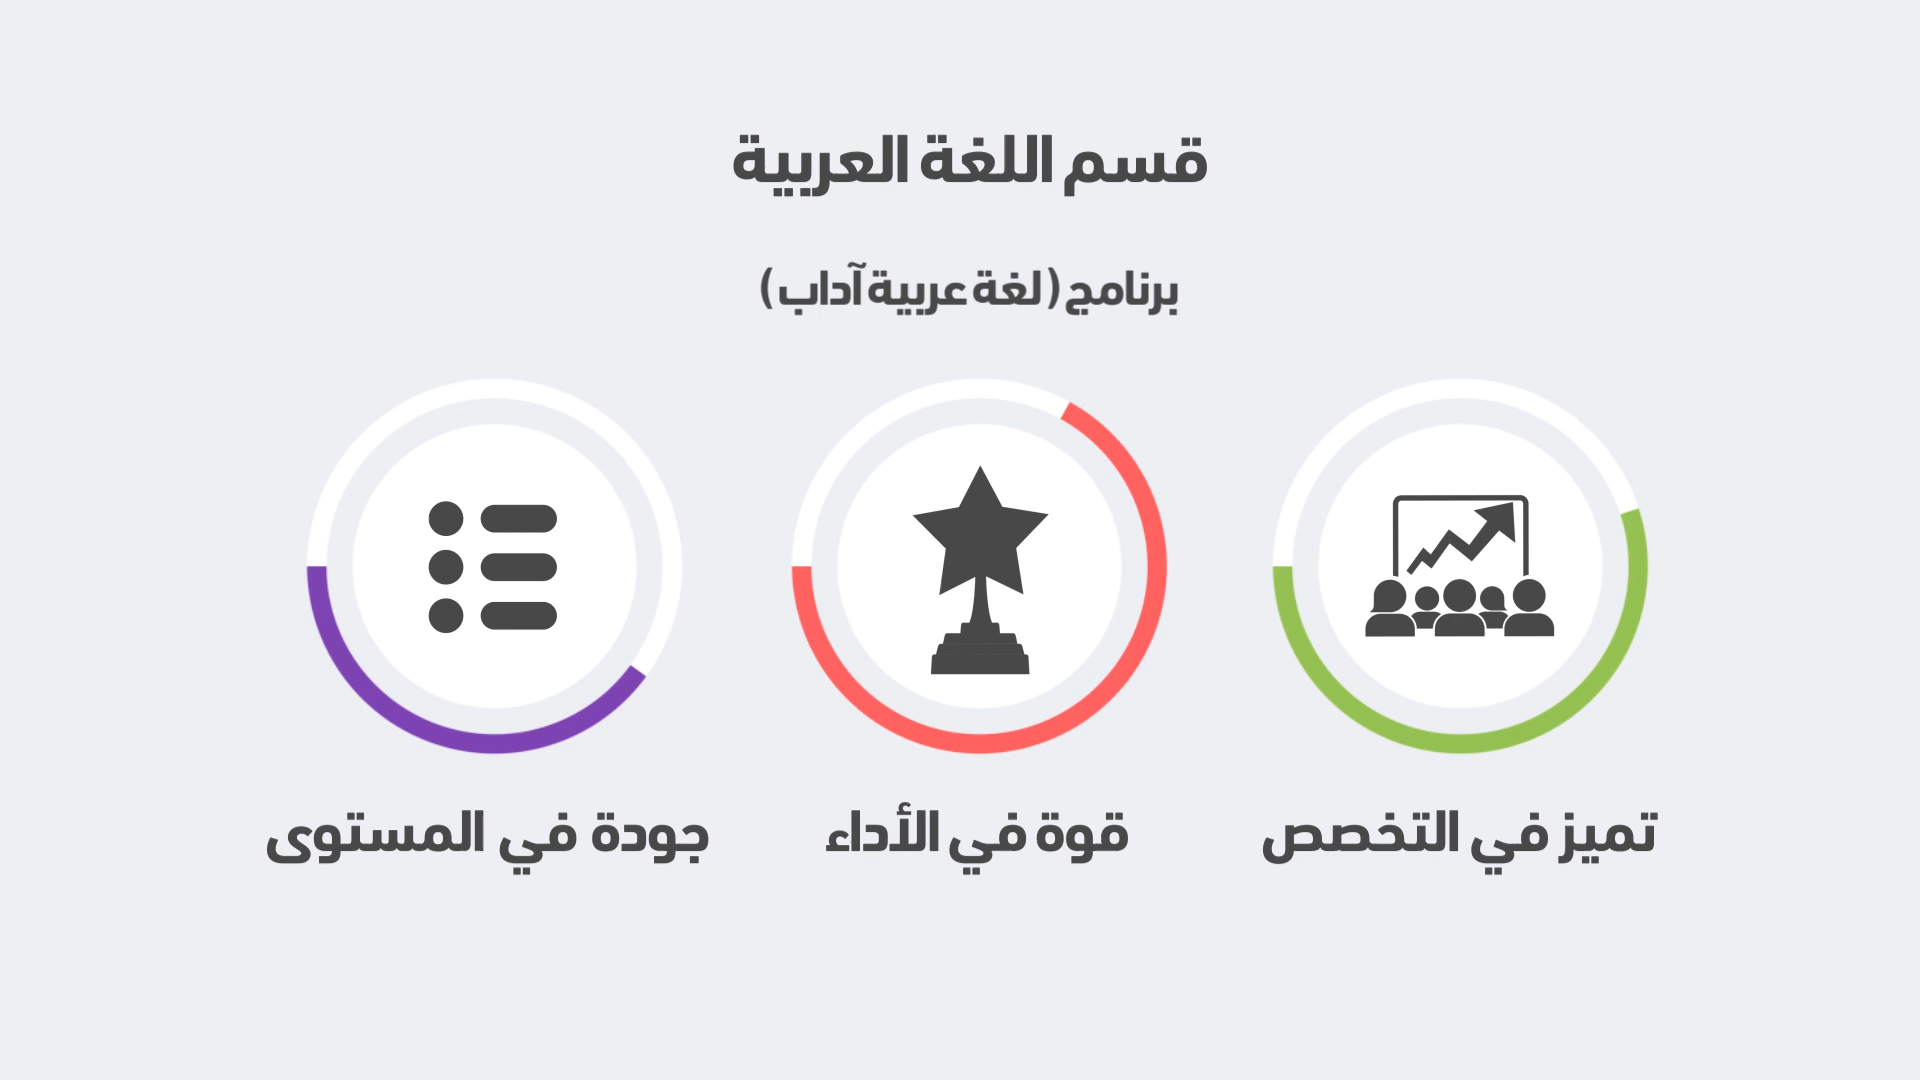 قسم اللغة العربية
برنامج ( لغة عربية آداب )
تميز في التخصص
قوة في الأداء
جودة في المستوى